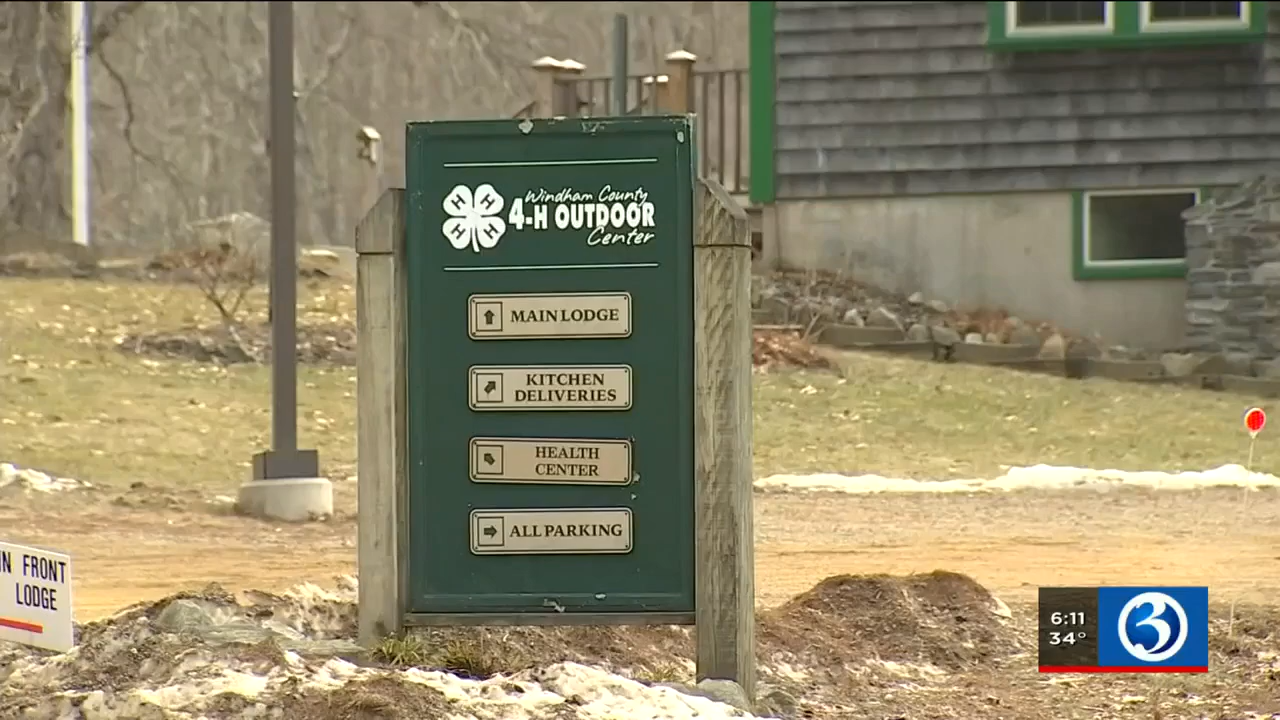 Windham County
4-H OUTDOOR
Center
H H
H H
MAIN LODGE
KITCHEN
DELIVERIES
HEALTH
CENTER
ALL PARKING
IN FRONT
LODGE
6:11
34°
3